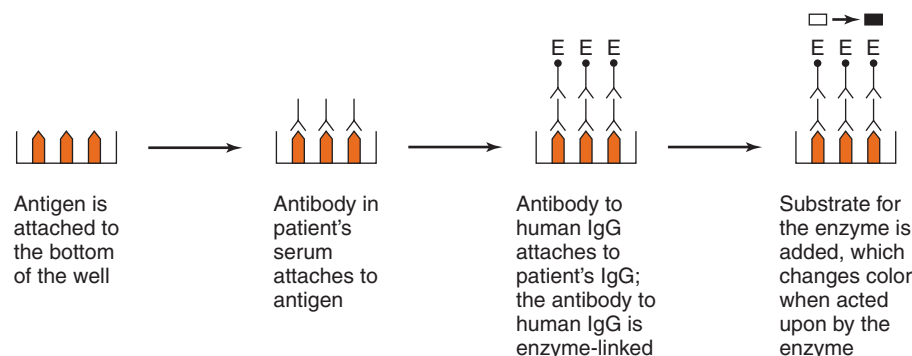 E E E
E E E
Antigen is
attached to
the bottom
of the well
Antibody in
patient's
serum
attaches to
antigen
Antibody to
human IgG
attaches to
patient's IgG;
the antibody to
human IgG is
enzyme-linked
Substrate for
the enzyme is
added, which
changes color
when acted
upon by the
enzyme